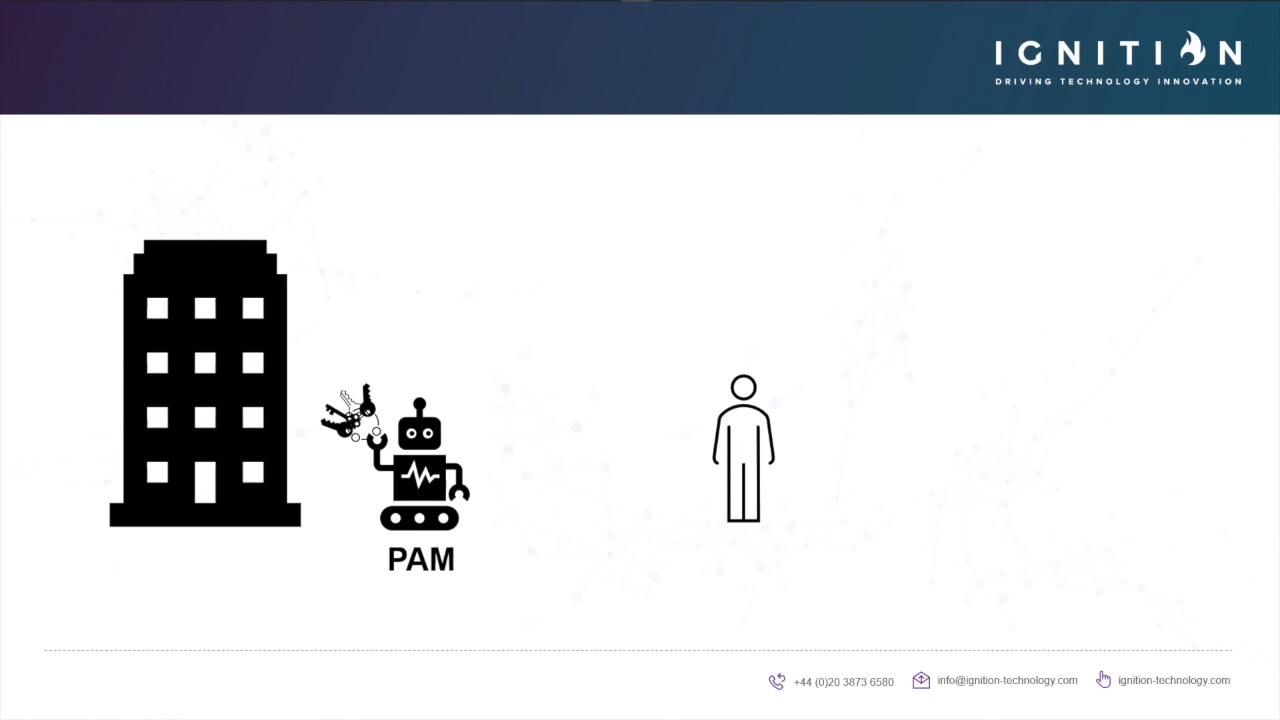 IGNITION
DRIVING TECHNOLOGY INNOVATION
PAM
+44 (0)20 3873 6580
info@ignition-technology.com
ignition-technology.com